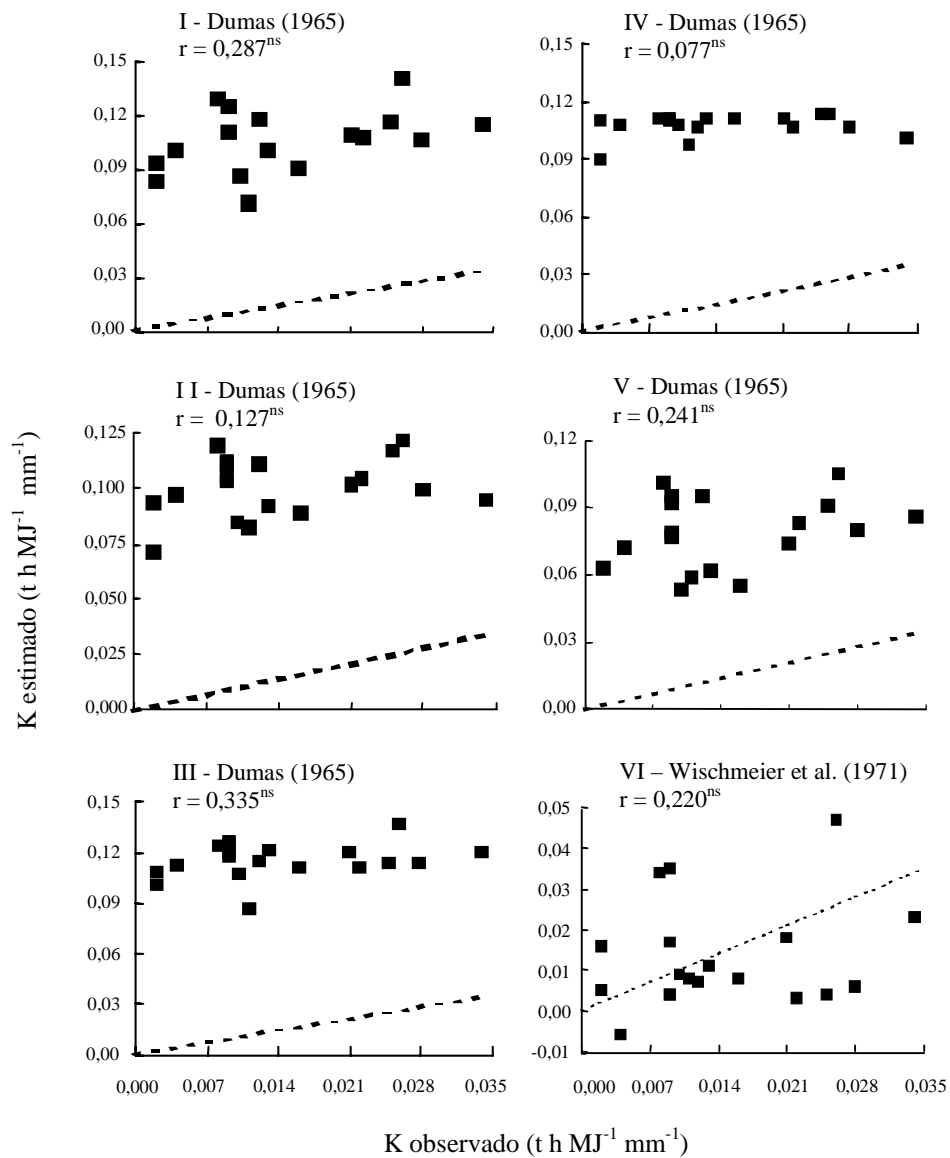 I - Dumas (1965)
r = 0,287ns
0,15
0,12
0,09
0,06
0,03
0,00
IV - Dumas (1965)
r = 0,077ns
0,15
0,12
0,09
0,06
0,03
0,00
I I - Dumas (1965)
r = 0,127ns
0,125
0,100
0,075
0,050
0,025
0,000
V - Dumas (1965)
r = 0,241ns
0,12
0,09
0,06
0,03
0,00
K estimado (t h MJ-1 mm-1)
III - Dumas (1965)
r = 0,335ns
0,15
0,12
0,09
0,06
0,03
0,00
0,000 0,007 0,014 0,021 0,028 0,035
VI – Wischmeier et al. (1971)
r = 0,220ns
0,05
0,04
0,03
0,02
0,01
0,00
-0,01
0,000 0,007 0,014 0,021 0,028 0,035
K observado (t h MJ-1 mm-1)